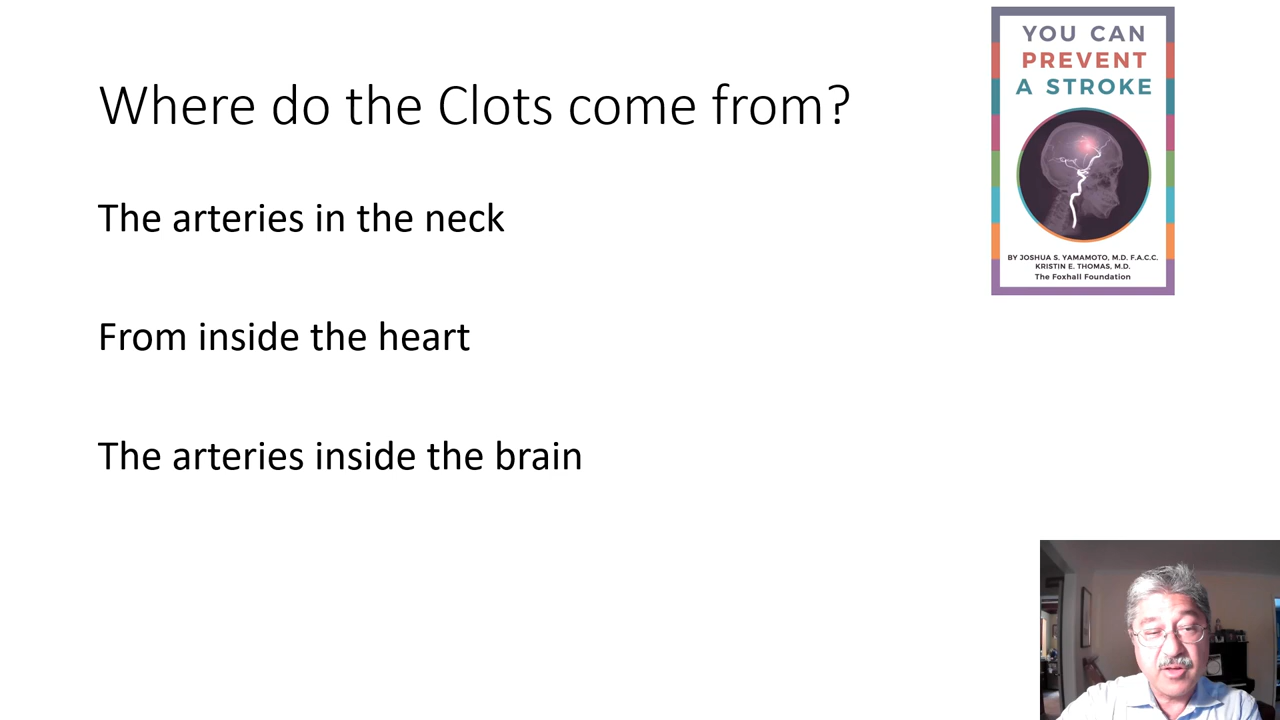 Where do the Clots come from?
The arteries in the neck
From inside the heart
The arteries inside the brain
YOU CAN
PREVENT
A STROKE
BY JOSHUA S. YAMAMOTO, M.D. F.A.C.C.
KRISTIN E. THOMAS, M.D.
The Foxhall Foundation